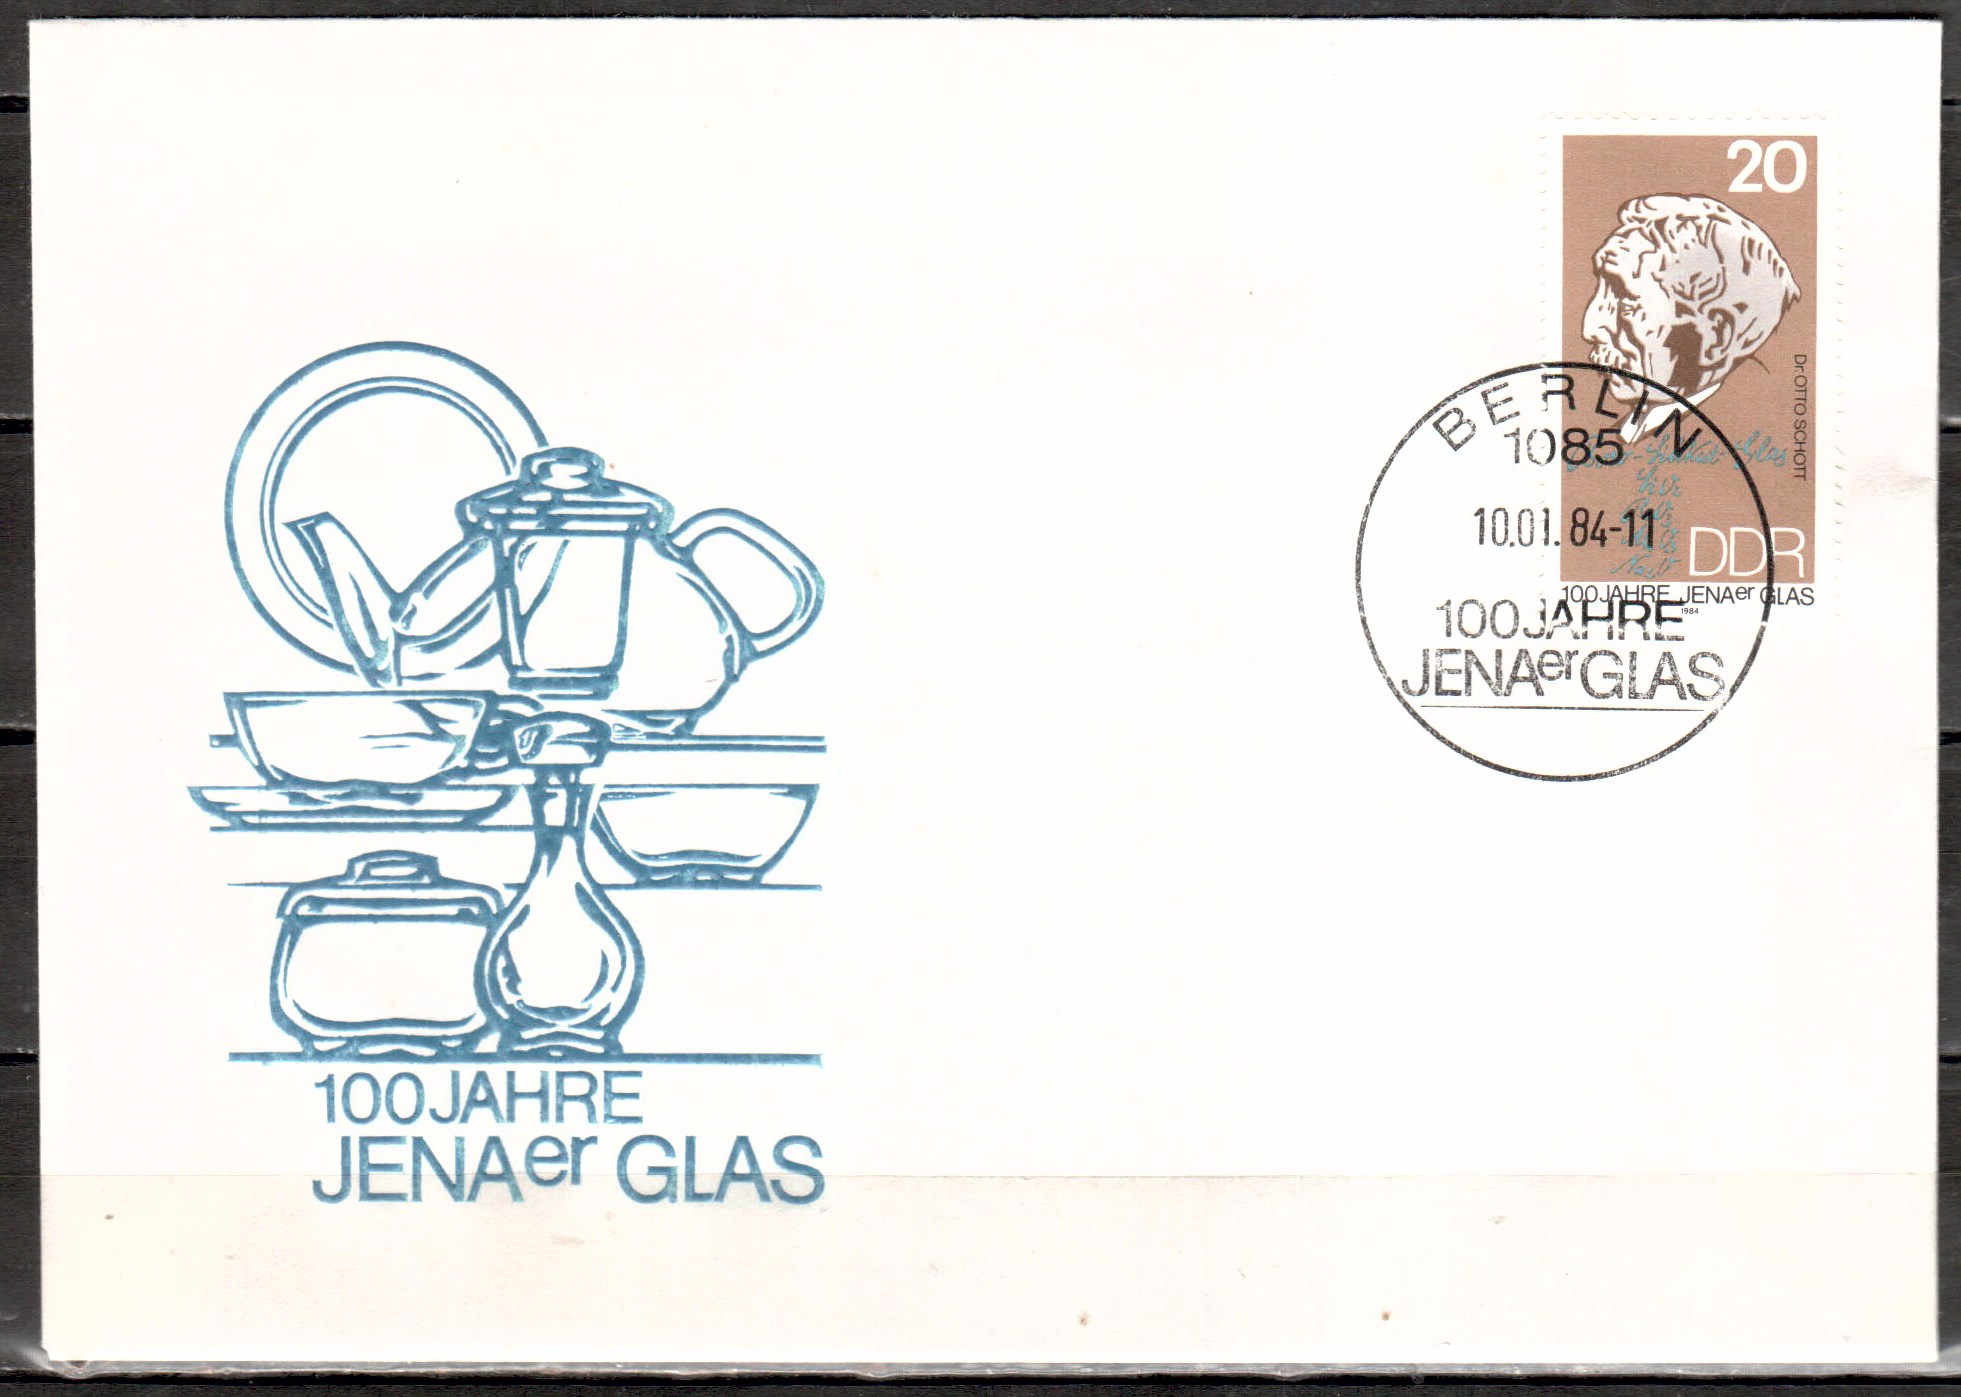 20
Dr. OTTO SCHOTT
DDR
100 JAHRE JENAer GLAS
1984
BERLIN
1085
10.01.84-11
100 JAHRE
JENAer GLAS
100 JAHRE
JENAer GLAS